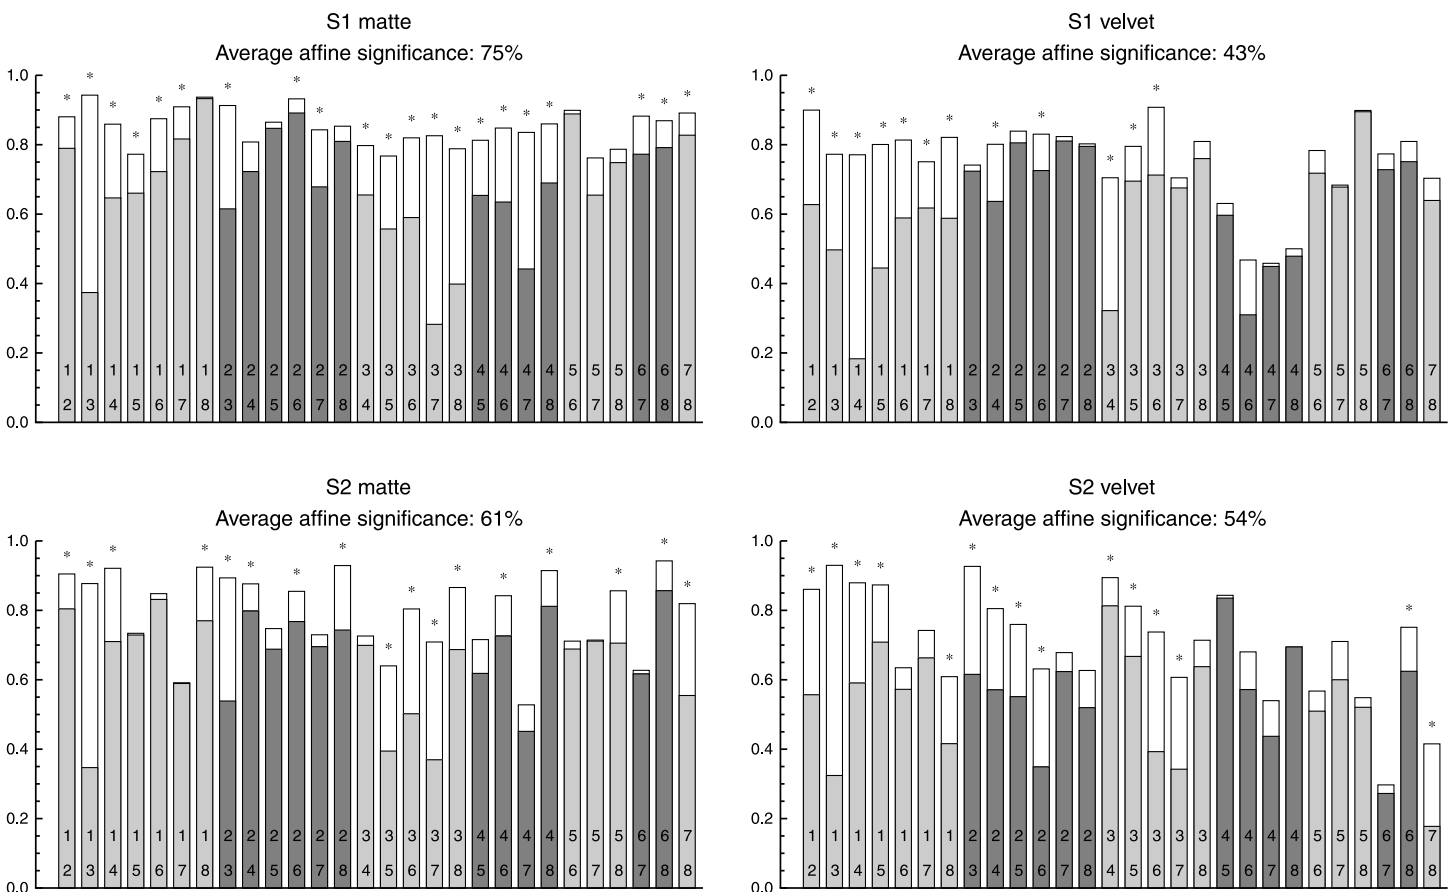 S1 matte
Average affine significance: 75%
1.0
0.8
0.6
0.4
0.2
0.0
* * * * * * * * * * * * * * * * * * * * *
1 1 1 1 1 1 1 2 2 2 2 2 2 3 3 3 3 3 4 4 4 4 5 5 5 6 6 7
2 3 4 5 6 7 8 3 4 5 6 7 8 4 5 6 7 8 5 6 7 8 6 7 8 7 8 8
S1 velvet
Average affine significance: 43%
1.0
0.8
0.6
0.4
0.2
0.0
* * * * * * * * * * * *
1 1 1 1 1 1 1 2 2 2 2 2 2 3 3 3 3 3 4 4 4 4 5 5 5 6 6 7
2 3 4 5 6 7 8 3 4 5 6 7 8 4 5 6 7 8 5 6 7 8 6 7 8 7 8 8
S2 matte
Average affine significance: 61%
1.0
0.8
0.6
0.4
0.2
0.0
* * * * * * * * * * * * * * * * *
1 1 1 1 1 1 1 2 2 2 2 2 2 3 3 3 3 3 4 4 4 4 5 5 5 6 6 7
2 3 4 5 6 7 8 3 4 5 6 7 8 4 5 6 7 8 5 6 7 8 6 7 8 7 8 8
S2 velvet
Average affine significance: 54%
1.0
0.8
0.6
0.4
0.2
0.0
* * * * * * * * * * * * * * *
1 1 1 1 1 1 1 2 2 2 2 2 2 3 3 3 3 3 4 4 4 4 5 5 5 6 6 7
2 3 4 5 6 7 8 3 4 5 6 7 8 4 5 6 7 8 5 6 7 8 6 7 8 7 8 8